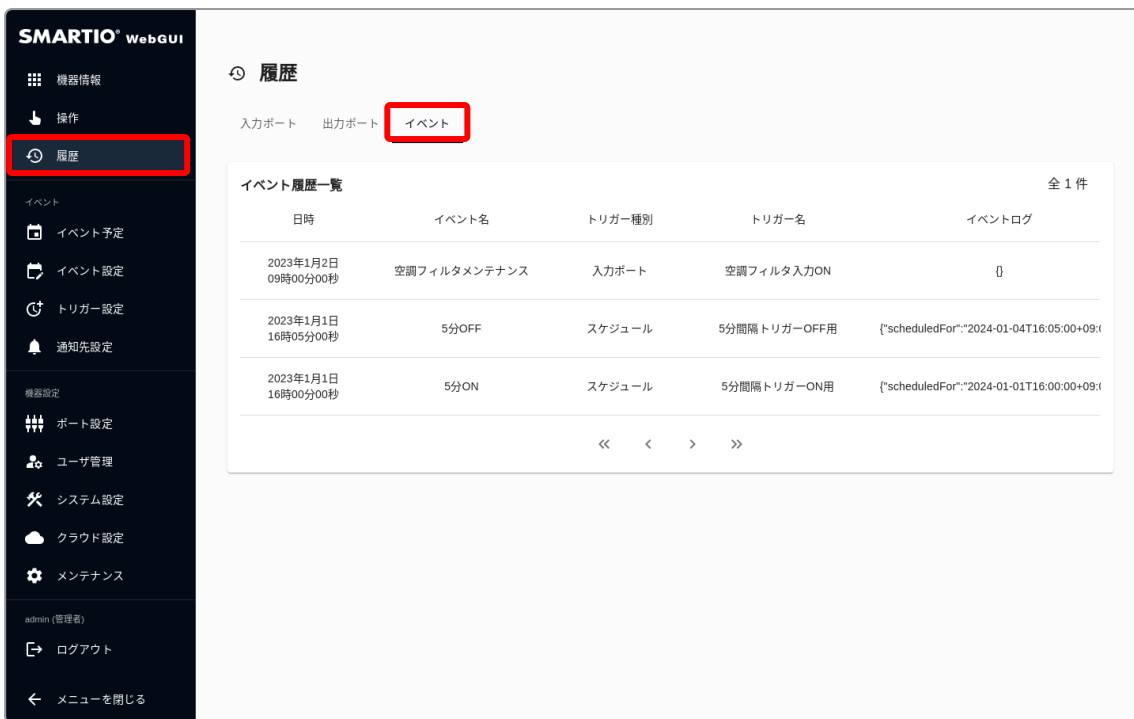 SMARTIO® WebGUI
機器情報
操作
履歴
イベント
イベント予定
イベント設定
トリガー設定
通知先設定
機器設定
ポート設定
ユーザ管理
システム設定
クラウド設定
メンテナンス
admin (管理者)
ログアウト
メニューを閉じる
履歴
入力ポート 出力ポート イベント
イベント履歴一覧 全 1 件
日時 イベント名 トリガー種別 トリガー名 イベントログ
2023年1月2日
09時00分00秒 空調フィルタメンテナンス 入力ポート 空調フィルタ入力ON {}
2023年1月1日
16時05分00秒 5分OFF スケジュール 5分間隔トリガーOFF用 {"scheduledFor":"2024-01-04T16:05:00+09:(
2023年1月1日
16時00分00秒 5分ON スケジュール 5分間隔トリガーON用 {"scheduledFor":"2024-01-01T16:00:00+09:(